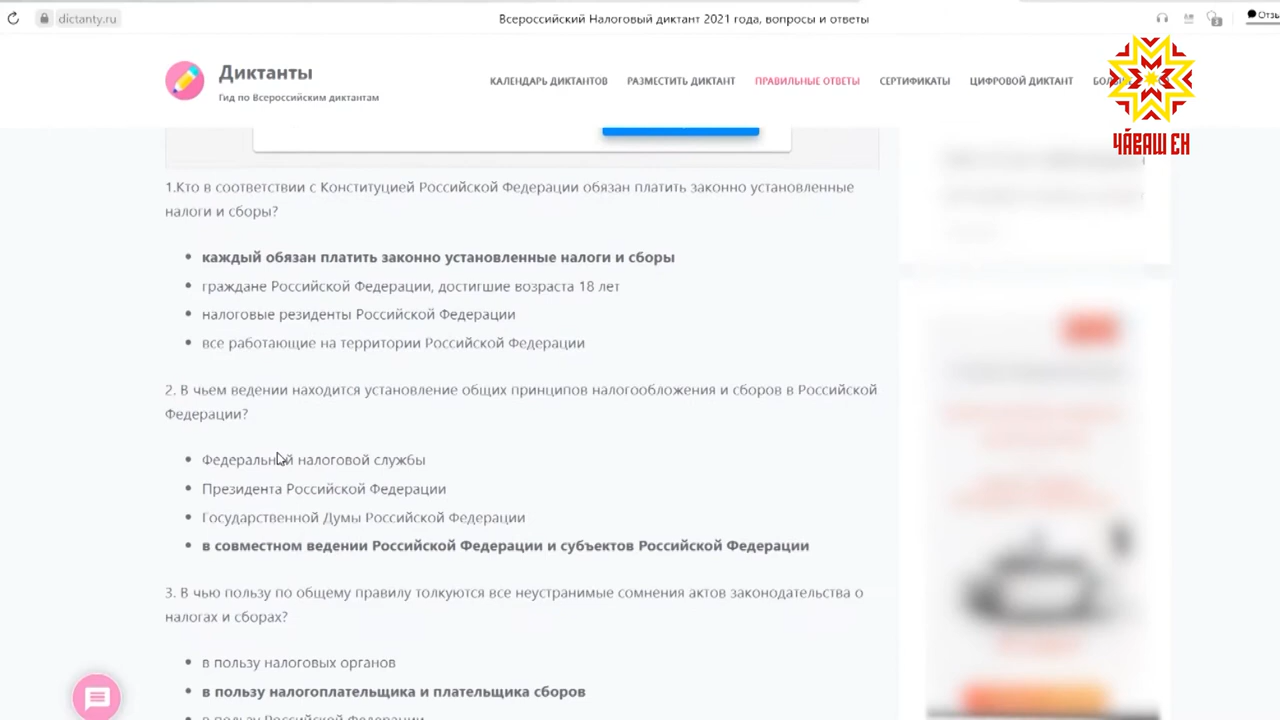 dictanty.ru
Всероссийский Налоговый диктант 2021 года, вопросы и ответы
Диктанты
Гид по Всероссийским диктантам
КАЛЕНДАРЬ ДИКТАНТОВ РАЗМЕСТИТЬ ДИКТАНТ ПРАВИЛЬНЫЕ ОТВЕТЫ СЕРТИФИКАТЫ ЦИФРОВОЙ ДИКТАНТ
ЧӐВАШ ЕН
1.Кто в соответствии с Конституцией Российской Федерации обязан платить законно установленные
налоги и сборы?
каждый обязан платить законно установленные налоги и сборы
граждане Российской Федерации, достигшие возраста 18 лет
налоговые резиденты Российской Федерации
все работающие на территории Российской Федерации
2. В чьем ведении находится установление общих принципов налогообложения и сборов в Российской
Федерации?
Федеральной налоговой службы
Президента Российской Федерации
Государственной Думы Российской Федерации
в совместном ведении Российской Федерации и субъектов Российской Федерации
3. В чью пользу по общему правилу толкуются все неустранимые сомнения актов законодательства о
налогах и сборах?
в пользу налоговых органов
в пользу налогоплательщика и плательщика сборов
в пользу Российской Федерации